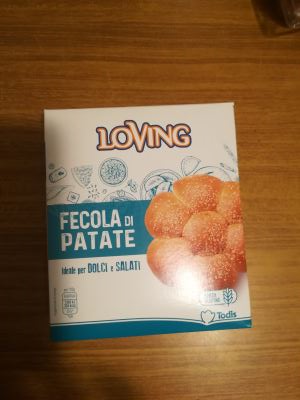 LOVING
FECOLA DI
PATATE
Ideale per DOLCI e SALATI
Todis